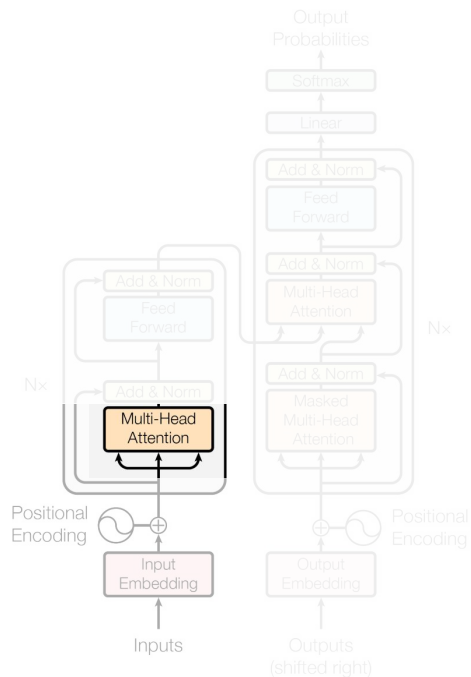 Output
Probabilities
Softmax
Linear
Add & Norm
Feed
Forward
Add & Norm
Multi-Head
Attention
Add & Norm
Masked
Multi-Head
Attention
N×
Add & Norm
Feed
Forward
N×
Add & Norm
Multi-Head
Attention
Positional
Encoding
Input
Embedding
Inputs
Positional
Encoding
Output
Embedding
Outputs
(shifted right)